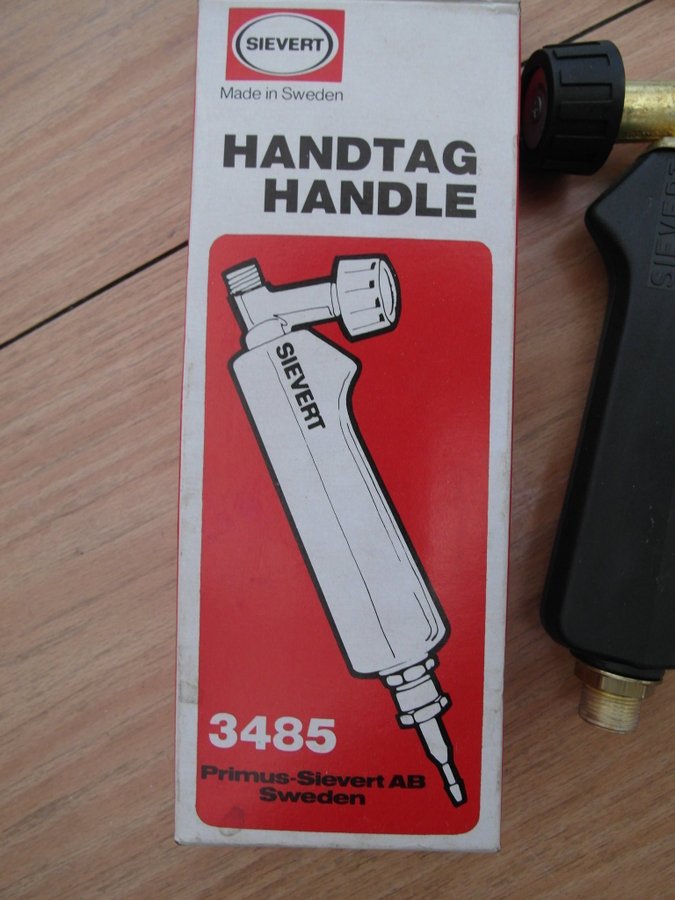 SIEVERT
Made in Sweden
HANDTAG
HANDLE
SIEVERT
3485
Primus-Sievert AB
Sweden
SIEVERT